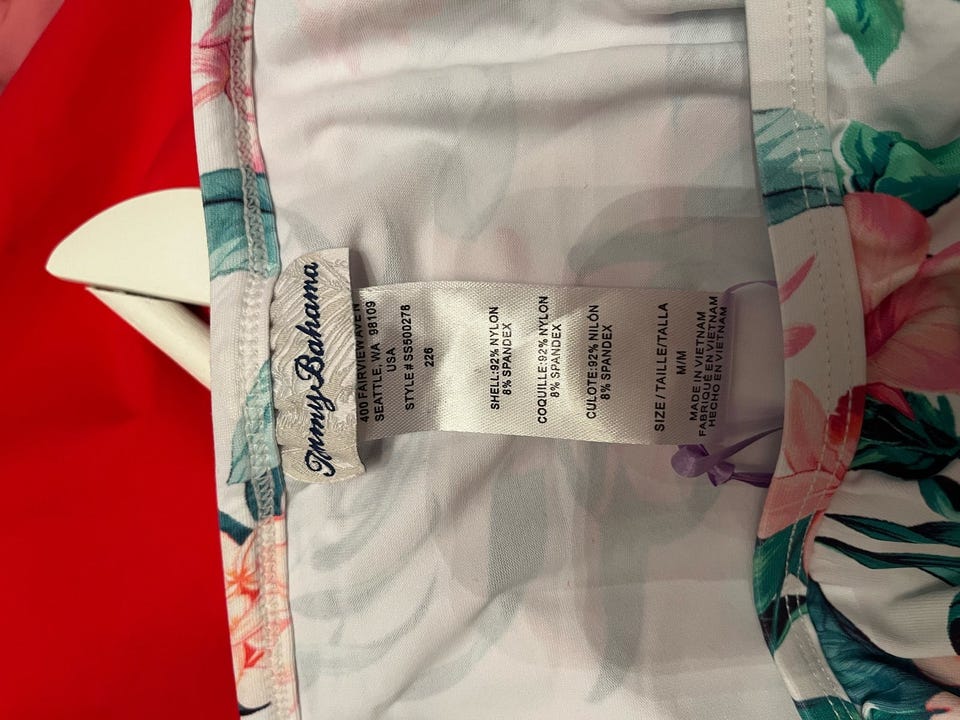 Tommy Bahama
400 FAIRVIEW AVE N
SEATTLE, WA 98109
USA
STYLE# SS500278
226
SHELL:92% NYLON
8% SPANDEX
COQUILLE:92% NYLON
8% SPANDEX
CULOTE:92% NILÓN
8% SPANDEX
SIZE / TAILLE/TALLA
M/M
MADE IN VIETNAM
FABRIQUÉ EN VIETNAM
HECHO EN VIETNAM